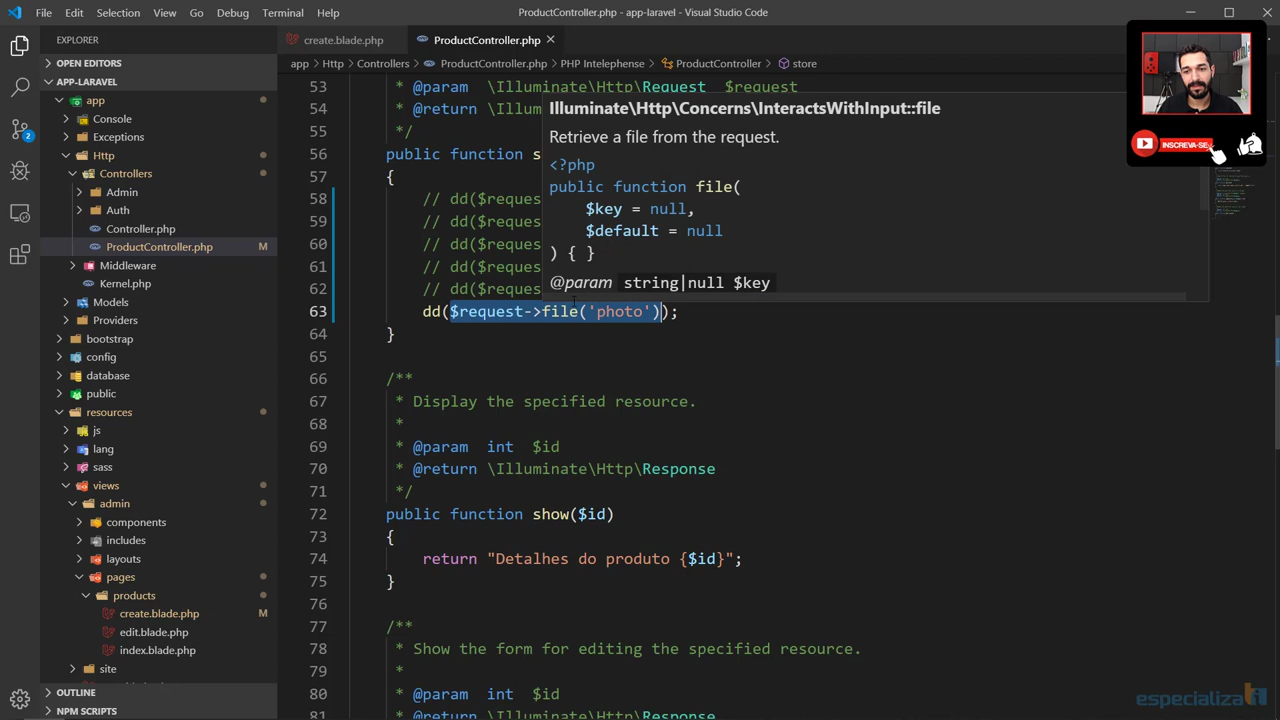 File Edit Selection View Go Debug Terminal Help
ProductController.php - app-laravel - Visual Studio Code
EXPLORER
create.blade.php
ProductController.php
OPEN EDITORS
app > Http > Controllers > ProductController.php > PHP Intelephense > ProductController > store
APP-LARAVEL
app
Console
Exceptions
Http
Controllers
Admin
Auth
Controller.php
ProductController.php M
Middleware
Kernel.php
Models
Providers
bootstrap
config
database
public
resources
js
lang
sass
views
admin
components
includes
layouts
pages
products
create.blade.php M
edit.blade.php
index.blade.php
site
OUTLINE
NPM SCRIPTS
2
53 * @param \Illuminate\Http\Request $request
54 * @return \Illum
55 */
56 public function s
57 {
58 // dd($reques
59 // dd($reques
60 // dd($reques
61 // dd($reques
62 // dd($reques
63 dd($request->file('photo'));
64 }
65
66 /**
67 * Display the specified resource.
68 *
69 * @param int $id
70 * @return \Illuminate\Http\Response
71 */
72 public function show($id)
73 {
74 return "Detalhes do produto {$id}";
75 }
76
77 /**
78 * Show the form for editing the specified resource.
79 *
80 * @param int $id
81 * @return \Illuminate\Http\Response
Illuminate\Http\Concerns\InteractsWithInput::file
Retrieve a file from the request.
<?php
public function file(
$key = null,
$default = null
) { }
@param string|null $key
INSCREVA-SE
especializati